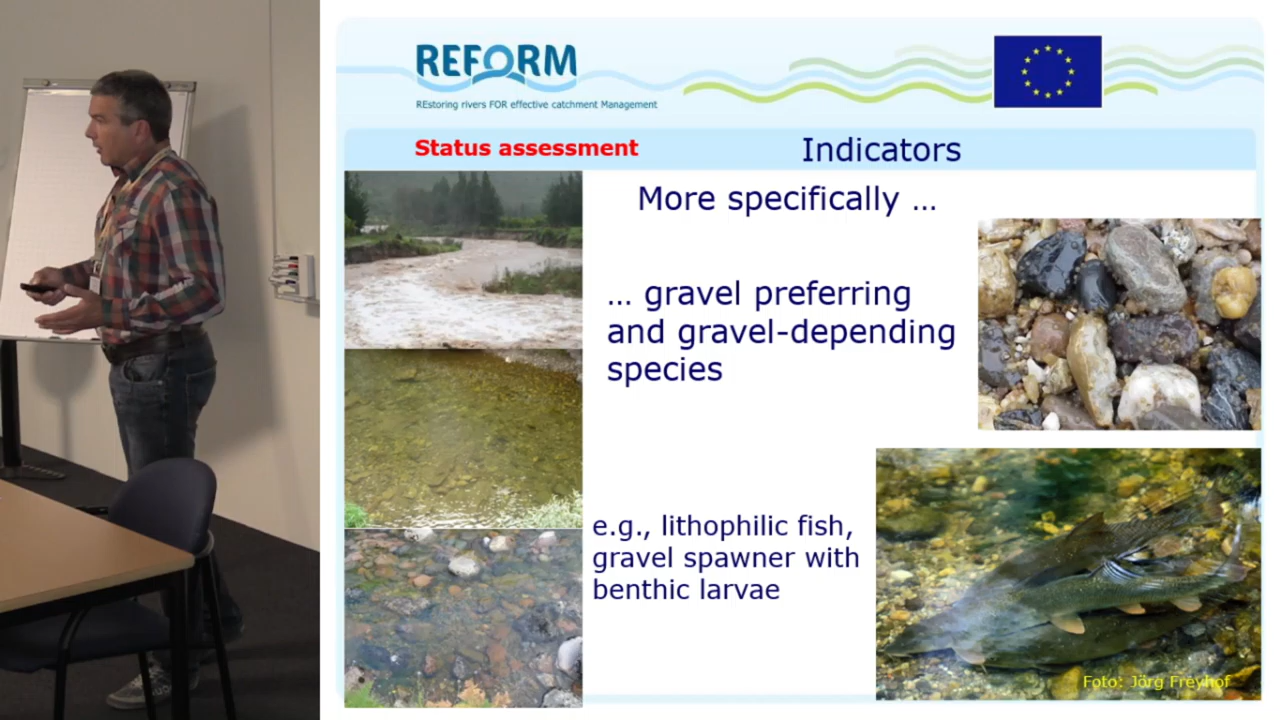 REFORM
REstoring rivers FOR effective catchment Management
Status assessment
Indicators
More specifically ...
... gravel preferring
and gravel-depending
species
e.g., lithophilic fish,
gravel spawner with
benthic larvae
Foto: Jörg Freyhof